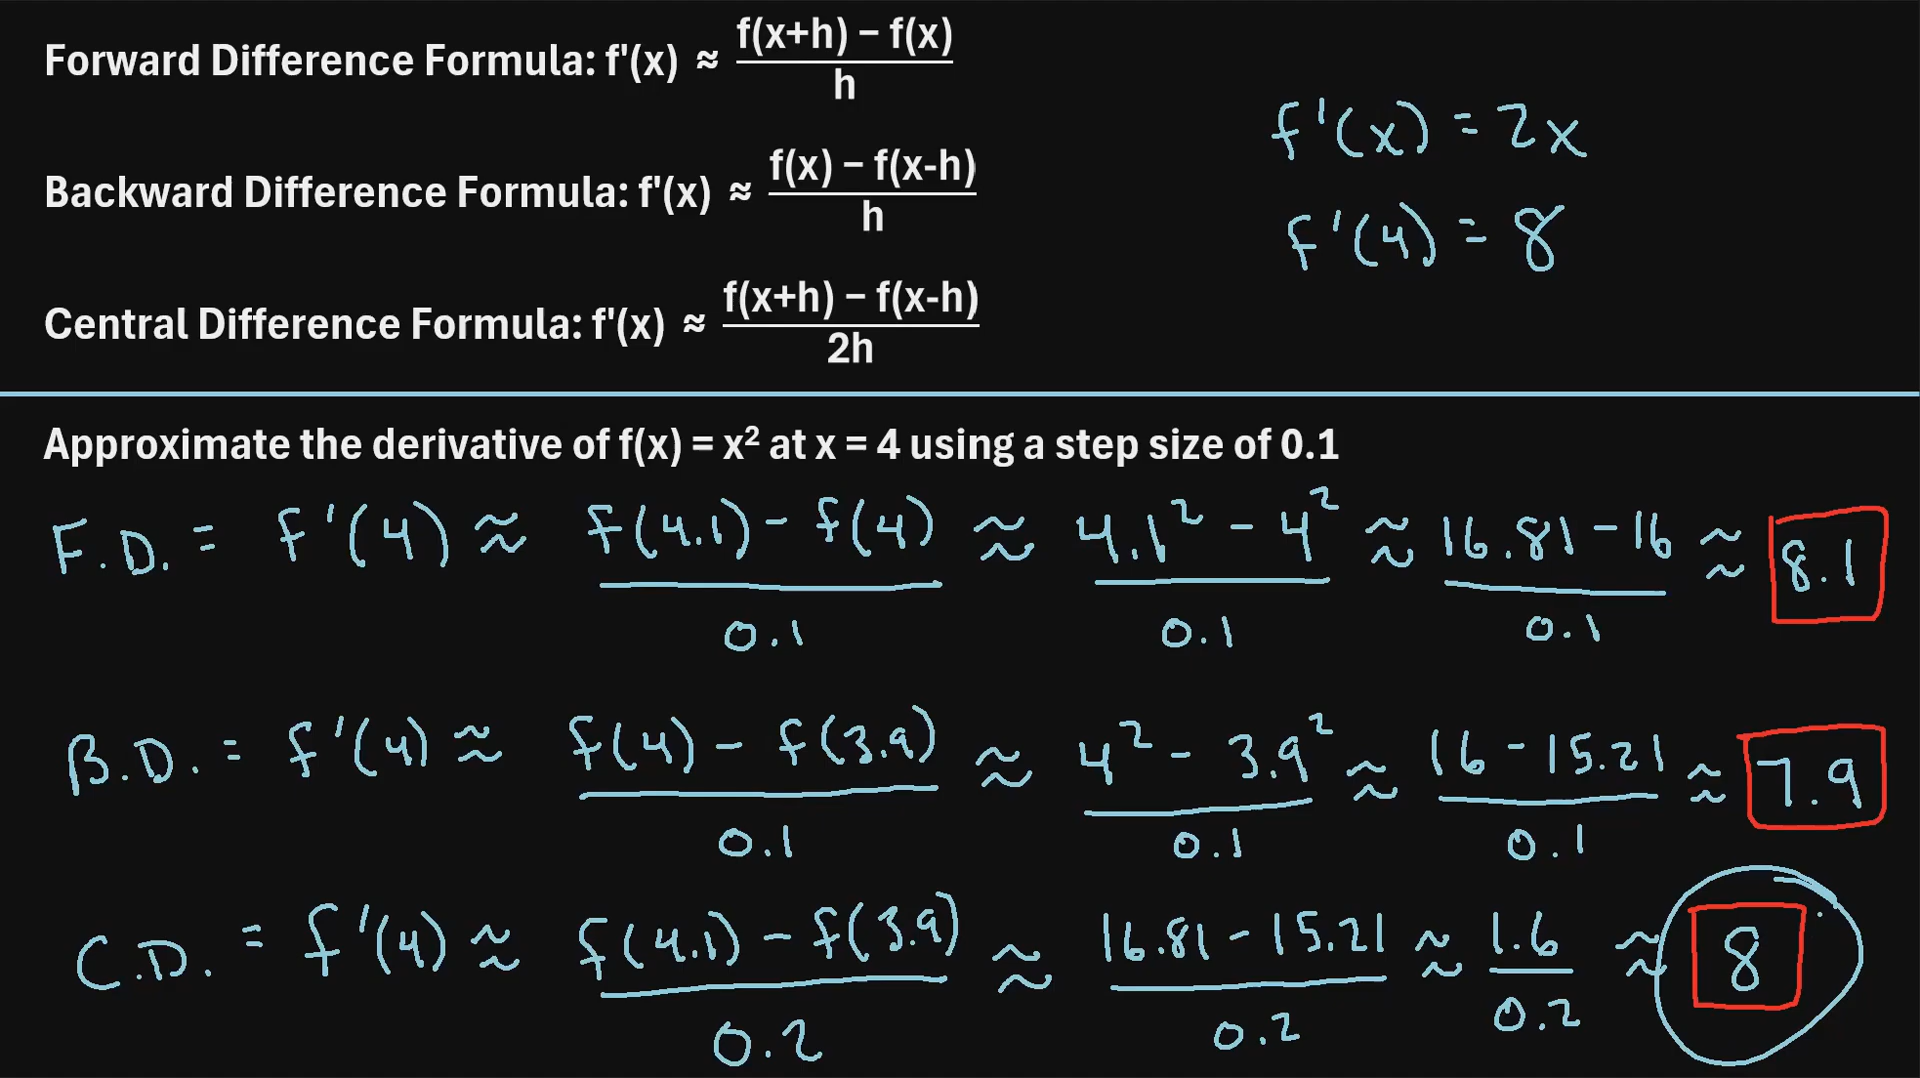 Forward Difference Formula: f'(x) ≈ f(x+h) – f(x) / h
Backward Difference Formula: f'(x) ≈ f(x) – f(x-h) / h
Central Difference Formula: f'(x) ≈ f(x+h) – f(x-h) / 2h
f'(x) = 2x
f'(4) = 8
Approximate the derivative of f(x) = x² at x = 4 using a step size of 0.1
F.D. = f'(4) ≈ f(4.1) - f(4) / 0.1 ≈ 4.1² - 4² / 0.1 ≈ 16.81 - 16 / 0.1 ≈ 8.1
B.D. = f'(4) ≈ f(4) - f(3.9) / 0.1 ≈ 4² - 3.9² / 0.1 ≈ 16 - 15.21 / 0.1 ≈ 7.9
C.D. = f'(4) ≈ f(4.1) - f(3.9) / 0.2 ≈ 16.81 - 15.21 / 0.2 ≈ 1.6 / 0.2 ≈ 8